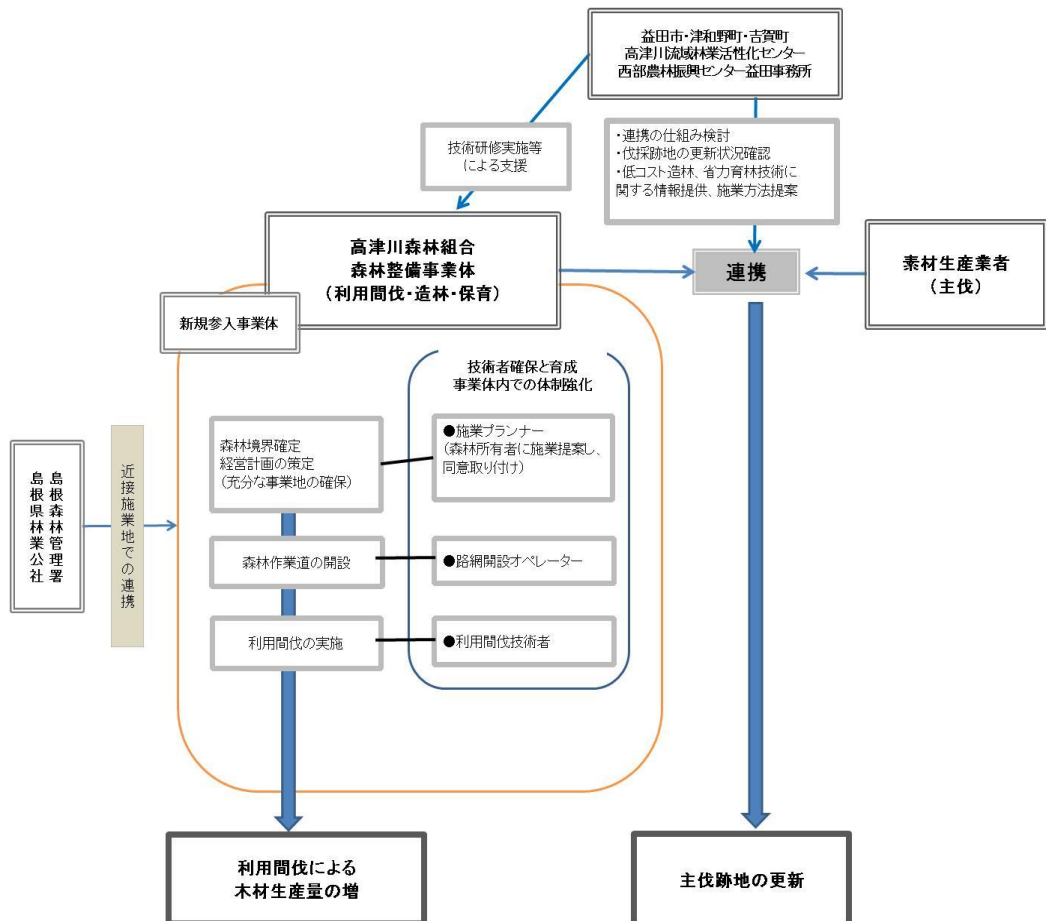 益田市・津和野町・吉賀町
高津川流域林業活性化センター
西部農林振興センター益田事務所
技術研修実施等
による支援
・連携の仕組み検討
・伐採跡地の更新状況確認
・低コスト造林、省力育林技術に
関する情報提供、施業方法提案
高津川森林組合
森林整備事業体
（利用間伐・造林・保育）
連携
素材生産業者
（主伐）
新規参入事業体
技術者確保と育成
事業体内での体制強化
森林境界確定
経営計画の策定
（充分な事業地の確保）
●施業プランナー
（森林所有者に施業提案し、
同意取り付け）
島根森林管理署
島根県林業公社
近接施業地での連携
森林作業道の開設
●路網開設オペレーター
利用間伐の実施
●利用間伐技術者
利用間伐による
木材生産量の増
主伐跡地の更新